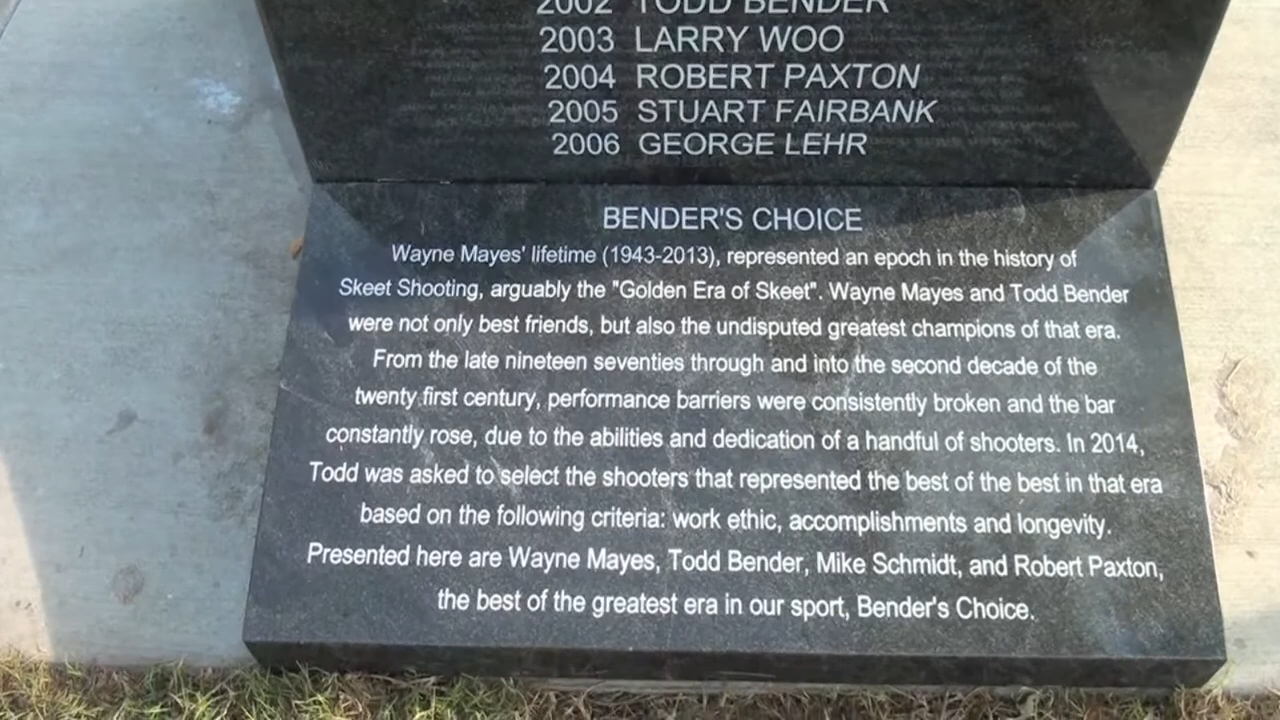 2002 TODD BENDER
2003 LARRY WOO
2004 ROBERT PAXTON
2005 STUART FAIRBANK
2006 GEORGE LEHR
BENDER'S CHOICE
Wayne Mayes' lifetime (1943-2013), represented an epoch in the history of
Skeet Shooting, arguably the "Golden Era of Skeet". Wayne Mayes and Todd Bender
were not only best friends, but also the undisputed greatest champions of that era.
From the late nineteen seventies through and into the second decade of the
twenty first century, performance barriers were consistently broken and the bar
constantly rose, due to the abilities and dedication of a handful of shooters. In 2014,
Todd was asked to select the shooters that represented the best of the best in that era
based on the following criteria: work ethic, accomplishments and longevity.
Presented here are Wayne Mayes, Todd Bender, Mike Schmidt, and Robert Paxton,
the best of the greatest era in our sport, Bender's Choice.